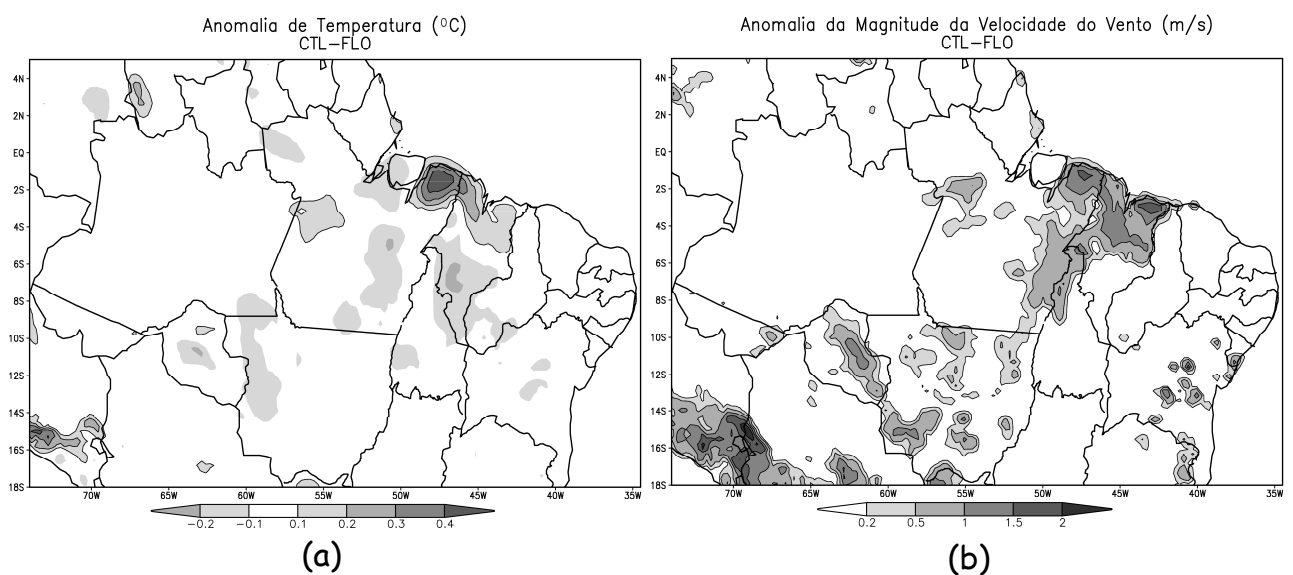 Anomalia de Temperatura (ºC)
CTL−FLO
4N
2N
EQ
2S
4S
6S
8S
10S
12S
14S
16S
18S
70W 65W 60W 55W 50W 45W 40W 35W
−0.2 −0.1 0.1 0.2 0.3 0.4
(a)
Anomalia da Magnitude da Velocidade do Vento (m/s)
CTL−FLO
4N
2N
EQ
2S
4S
6S
8S
10S
12S
14S
16S
18S
70W 65W 60W 55W 50W 45W 40W 35W
0.2 0.5 1 1.5 2
(b)